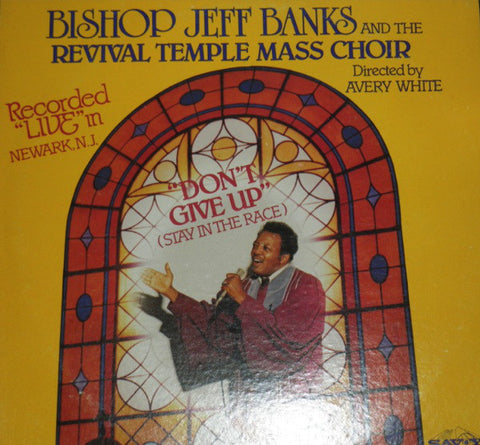 BISHOP JEFF BANKS AND THE
REVIVAL TEMPLE MASS CHOIR
Directed by
AVERY WHITE
Recorded
"LIVE" in
NEWARK, N.J.
"DON'T
GIVE UP"
(STAY IN THE RACE)